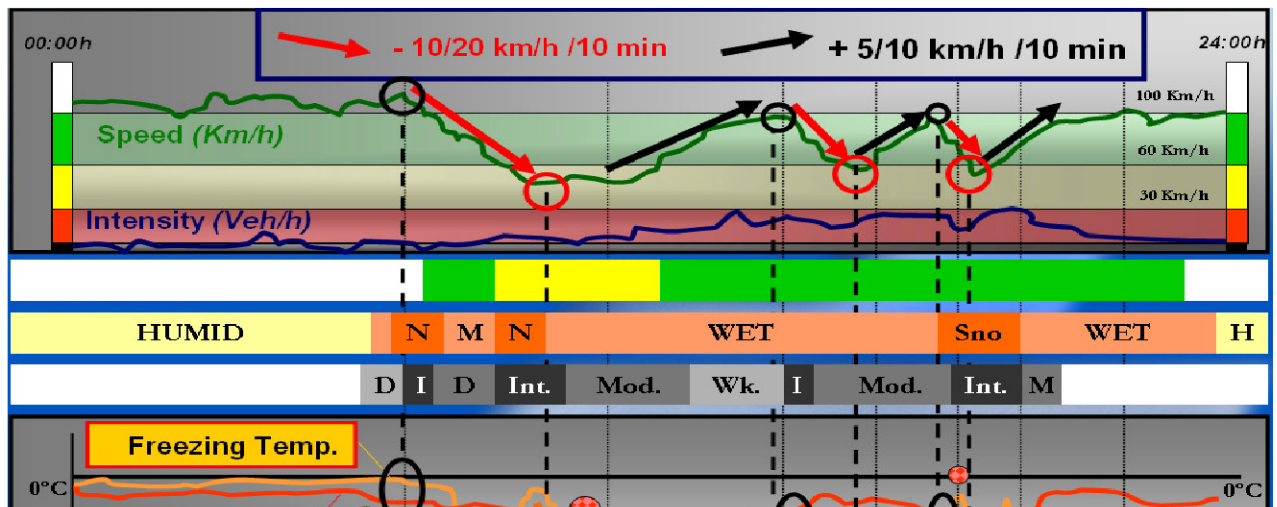 00:00h
- 10/20 km/h /10 min
+ 5/10 km/h /10 min
24:00h
100 Km/h
Speed (Km/h)
60 Km/h
30 Km/h
Intensity (Veh/h)
HUMID N M N WET Sno WET H
D I D Int. Mod. Wk. I Mod. Int. M
Freezing Temp.
0°C
0°C